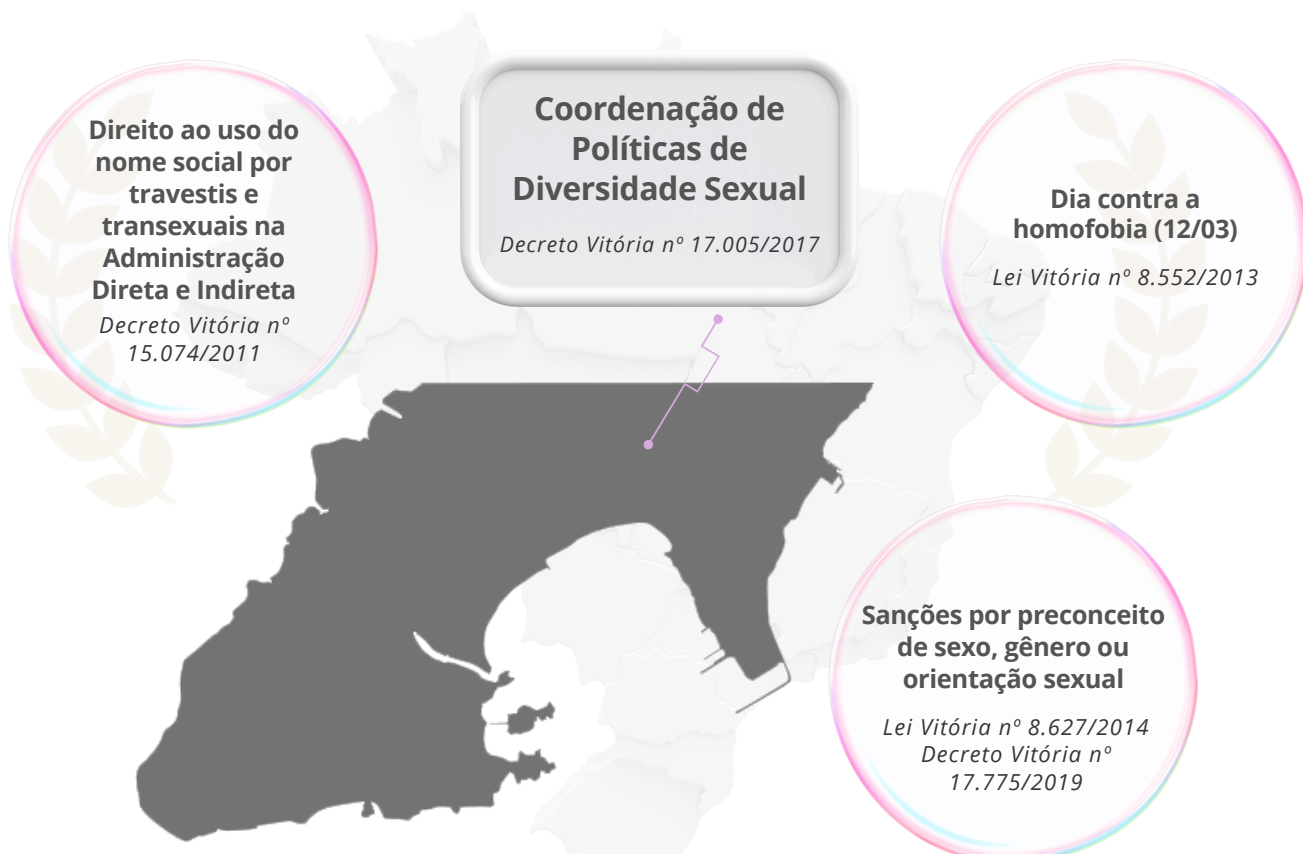 Direito ao uso do
nome social por
travestis e
transexuais na
Administração
Direta e Indireta
Decreto Vitória nº
15.074/2011
Coordenação de
Políticas de
Diversidade Sexual
Decreto Vitória nº 17.005/2017
Dia contra a
homofobia (12/03)
Lei Vitória nº 8.552/2013
Sanções por preconceito
de sexo, gênero ou
orientação sexual
Lei Vitória nº 8.627/2014
Decreto Vitória nº
17.775/2019